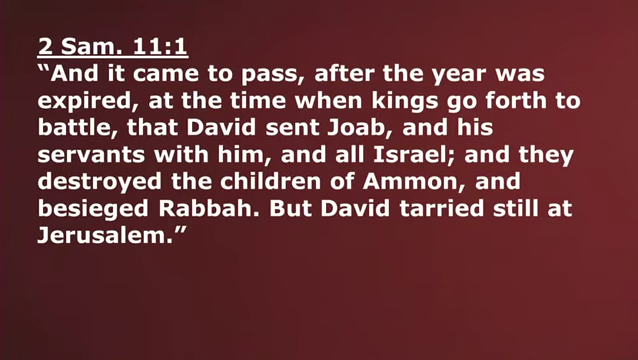 2 Sam. 11:1
“And it came to pass, after the year was
expired, at the time when kings go forth to
battle, that David sent Joab, and his
servants with him, and all Israel; and they
destroyed the children of Ammon, and
besieged Rabbah. But David tarried still at
Jerusalem.”